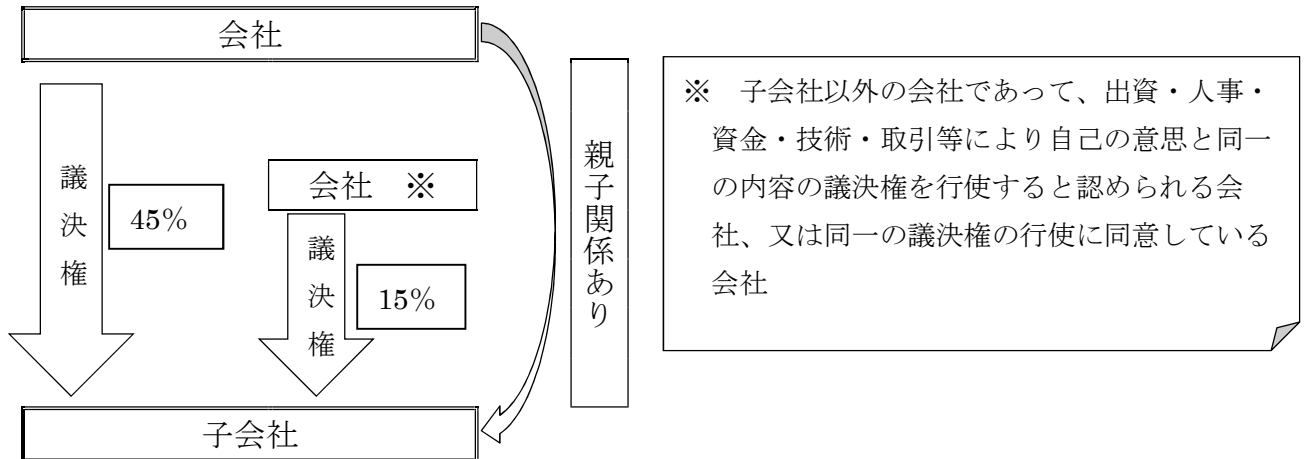 会社
議決権
45%
会社　※
議決権
15%
親子関係あり
子会社
※　子会社以外の会社であって、出資・人事・
資金・技術・取引等により自己の意思と同一
の内容の議決権を行使すると認められる会
社、又は同一の議決権の行使に同意している
会社